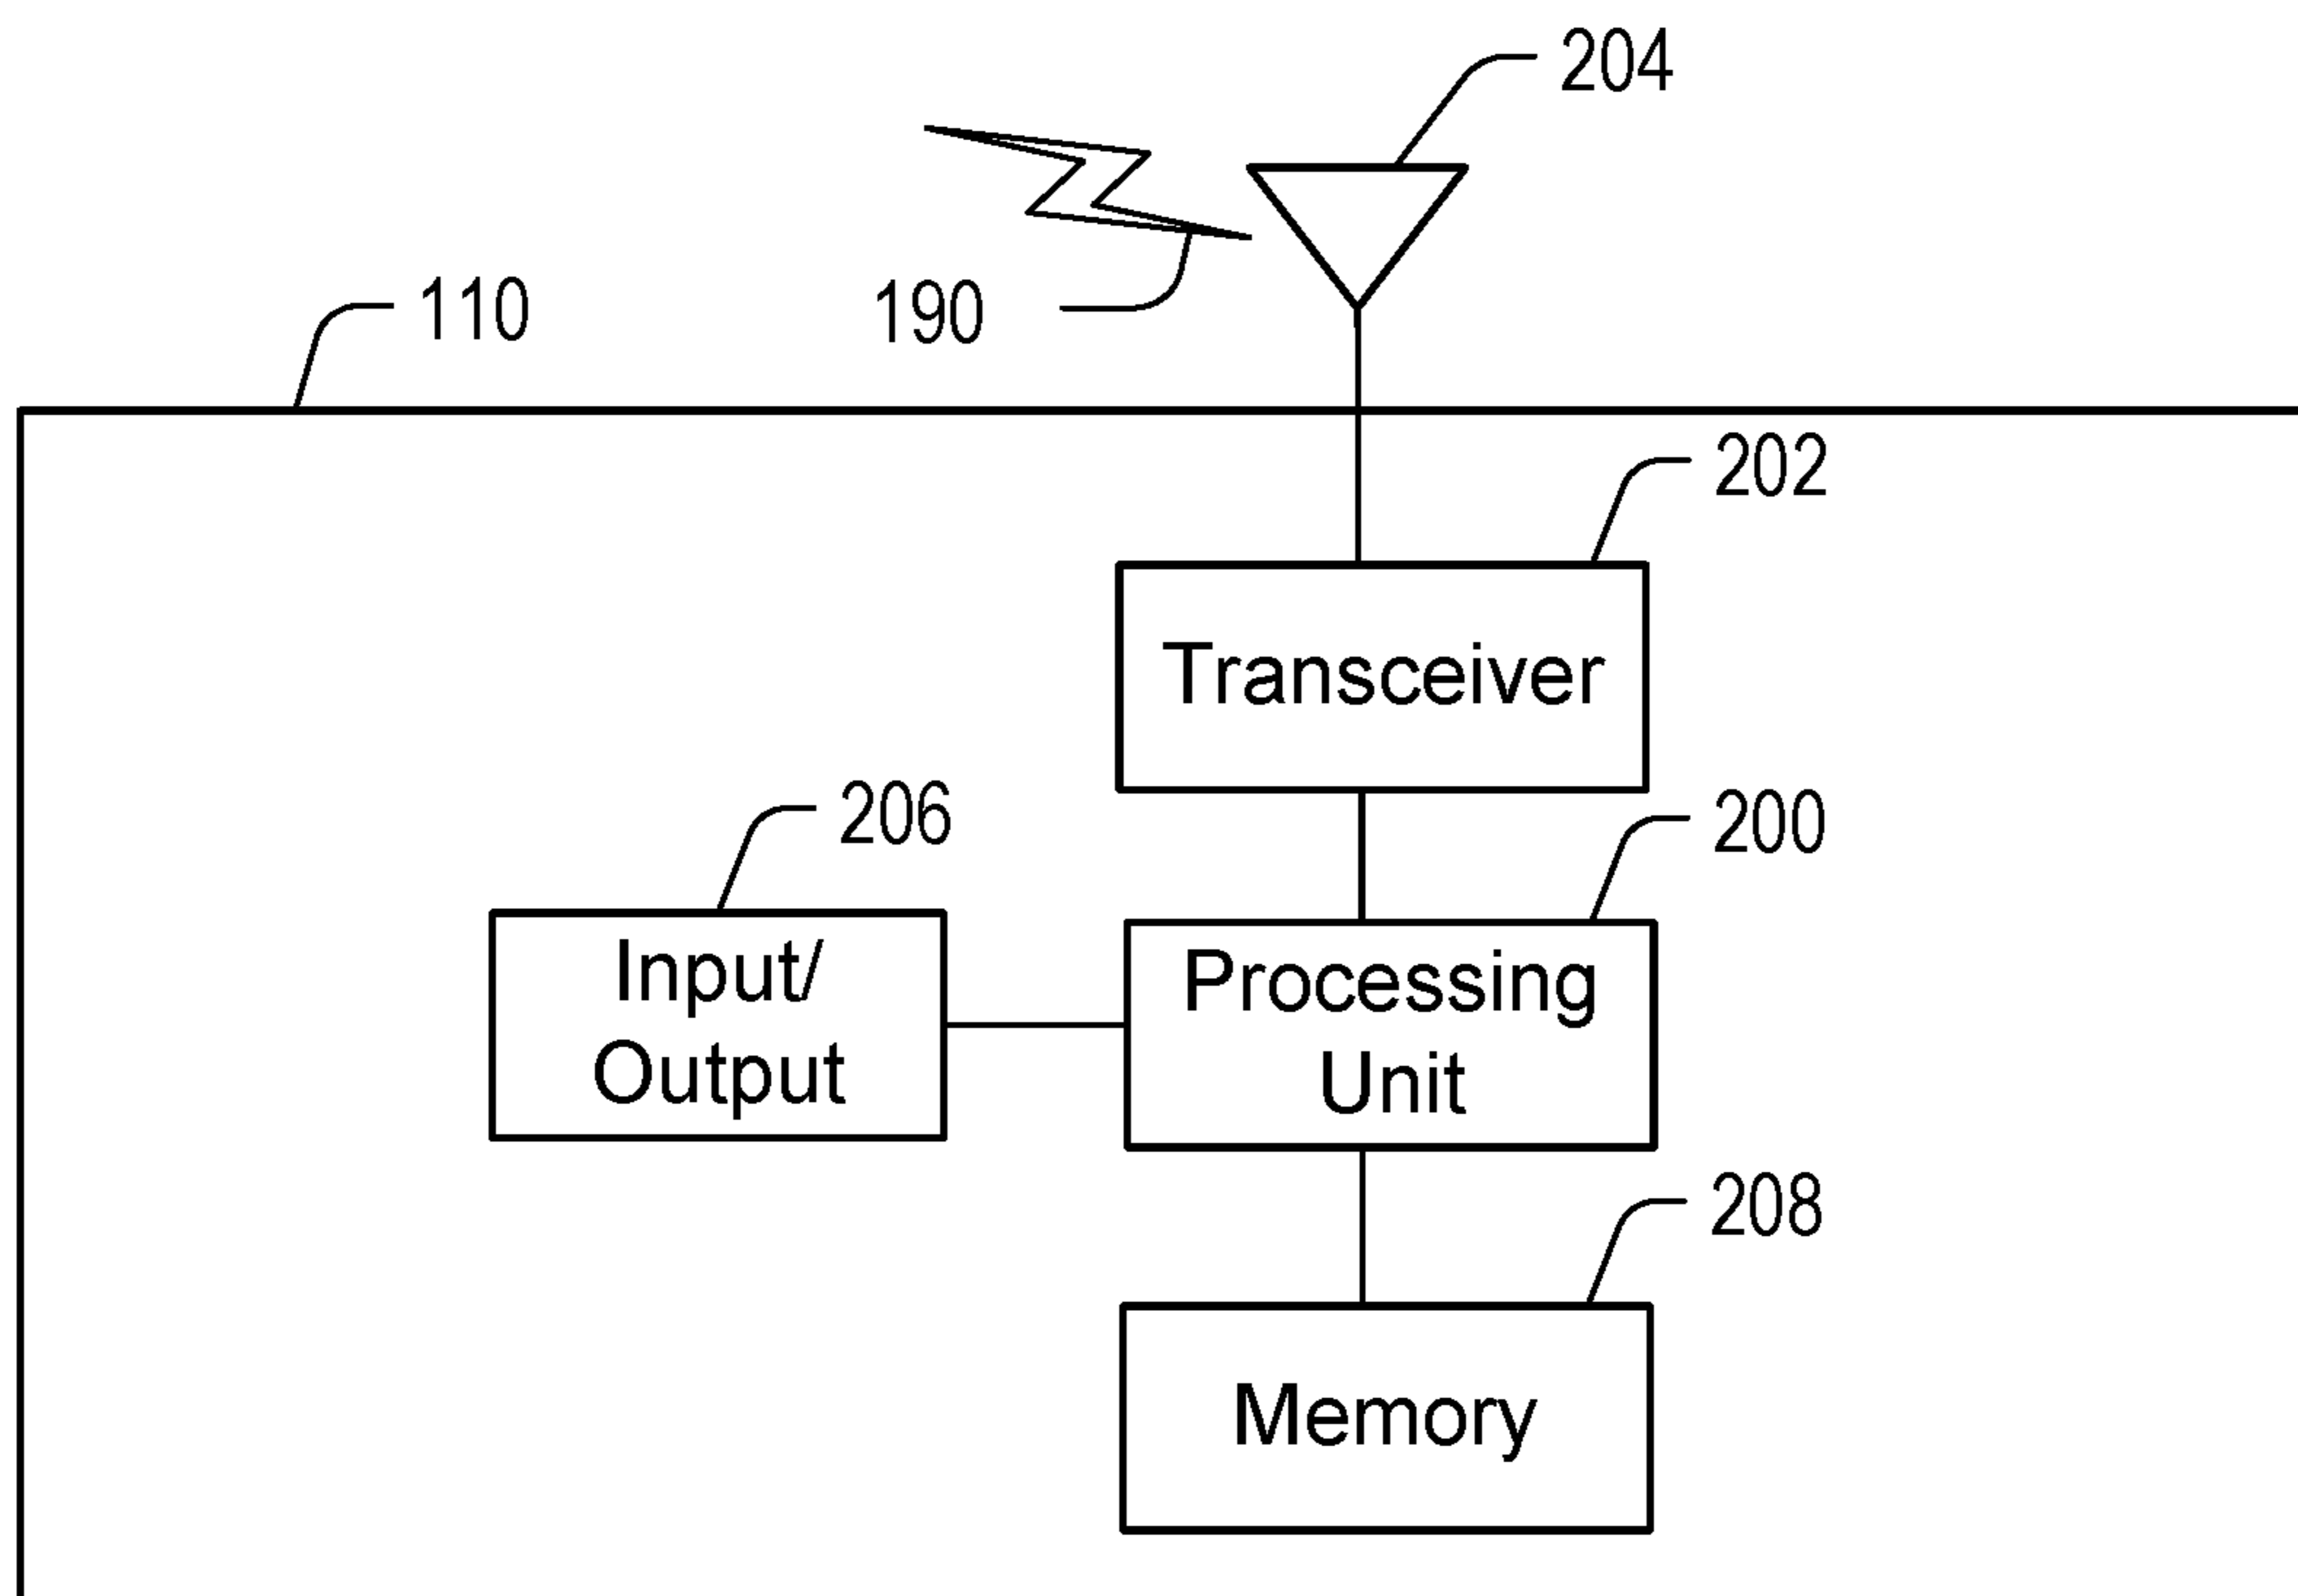 204
190
110
202
Transceiver
206
200
Input/
Output
Processing
Unit
208
Memory